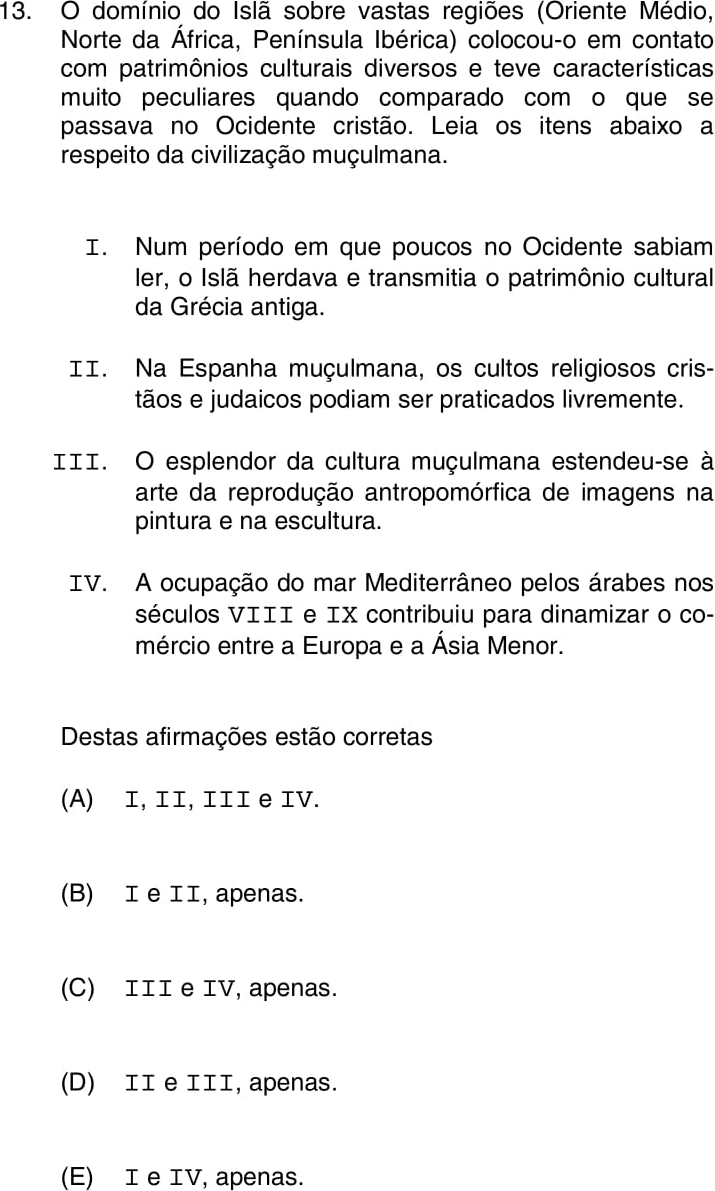 13. O domínio do Islã sobre vastas regiões (Oriente Médio,
Norte da África, Península Ibérica) colocou-o em contato
com patrimônios culturais diversos e teve características
muito peculiares quando comparado com o que se
passava no Ocidente cristão. Leia os itens abaixo a
respeito da civilização muçulmana.
I. Num período em que poucos no Ocidente sabiam
ler, o Islã herdava e transmitia o patrimônio cultural
da Grécia antiga.
II. Na Espanha muçulmana, os cultos religiosos cris-
tãos e judaicos podiam ser praticados livremente.
III. O esplendor da cultura muçulmana estendeu-se à
arte da reprodução antropomórfica de imagens na
pintura e na escultura.
IV. A ocupação do mar Mediterrâneo pelos árabes nos
séculos VIII e IX contribuiu para dinamizar o co-
mércio entre a Europa e a Ásia Menor.
Destas afirmações estão corretas
(A) I, II, III e IV.
(B) I e II, apenas.
(C) III e IV, apenas.
(D) II e III, apenas.
(E) I e IV, apenas.